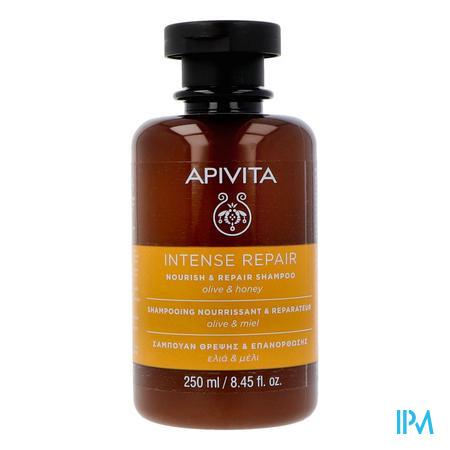 APIVITA
INTENSE REPAIR
NOURISH & REPAIR SHAMPOO
olive & honey
SHAMPOOING NOURRISSANT & REPARATEUR
olive & miel
ΣΑΜΠΟΥΑΝ ΘΡΕΨΗΣ & ΕΠΑΝΟΡΘΩΣΗΣ
ελιά & μέλι
250 ml / 8.45 fl. oz.
IPM